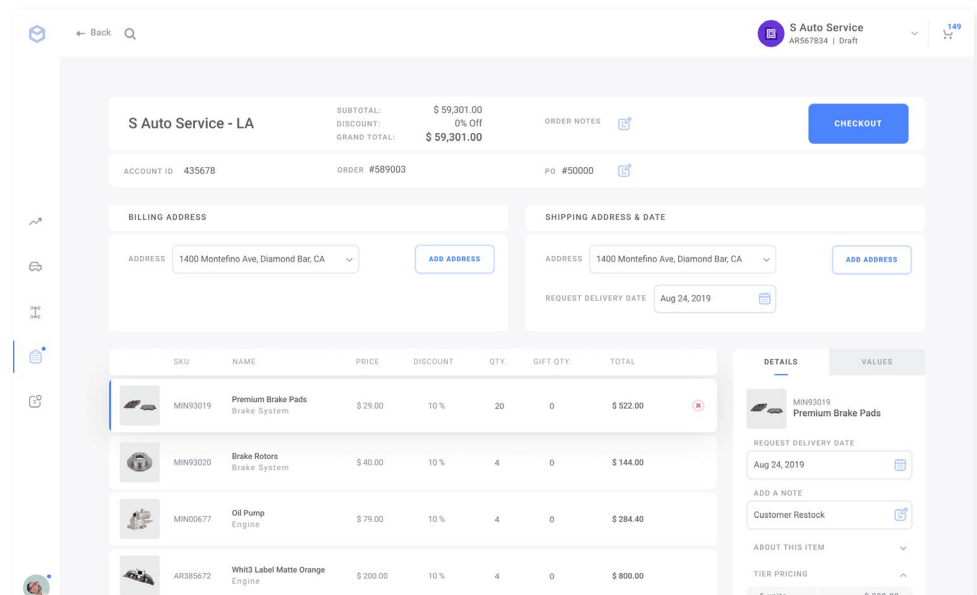 ← Back
S Auto Service
AR567834 | Draft
149
S Auto Service - LA
SUBTOTAL: $ 59,301.00
DISCOUNT: 0% Off
GRAND TOTAL: $ 59,301.00
ORDER NOTES
CHECKOUT
ACCOUNT ID 435678
ORDER #589003
PO #50000
BILLING ADDRESS
ADDRESS 1400 Montefino Ave, Diamond Bar, CA
ADD ADDRESS
SHIPPING ADDRESS & DATE
ADDRESS 1400 Montefino Ave, Diamond Bar, CA
ADD ADDRESS
REQUEST DELIVERY DATE Aug 24, 2019
SKU NAME PRICE DISCOUNT QTY. GIFT QTY. TOTAL
MIN93019 Premium Brake Pads $ 29.00 10 % 20 0 $ 522.00
Brake System
MIN93020 Brake Rotors $ 40.00 10 % 4 0 $ 144.00
Brake System
MIN00677 Oil Pump $ 79.00 10 % 4 0 $ 284.40
Engine
AR385672 Whit3 Label Matte Orange $ 200.00 10 % 4 0 $ 800.00
Engine
DETAILS VALUES
MIN93019
Premium Brake Pads
REQUEST DELIVERY DATE
Aug 24, 2019
ADD A NOTE
Customer Restock
ABOUT THIS ITEM
TIER PRICING